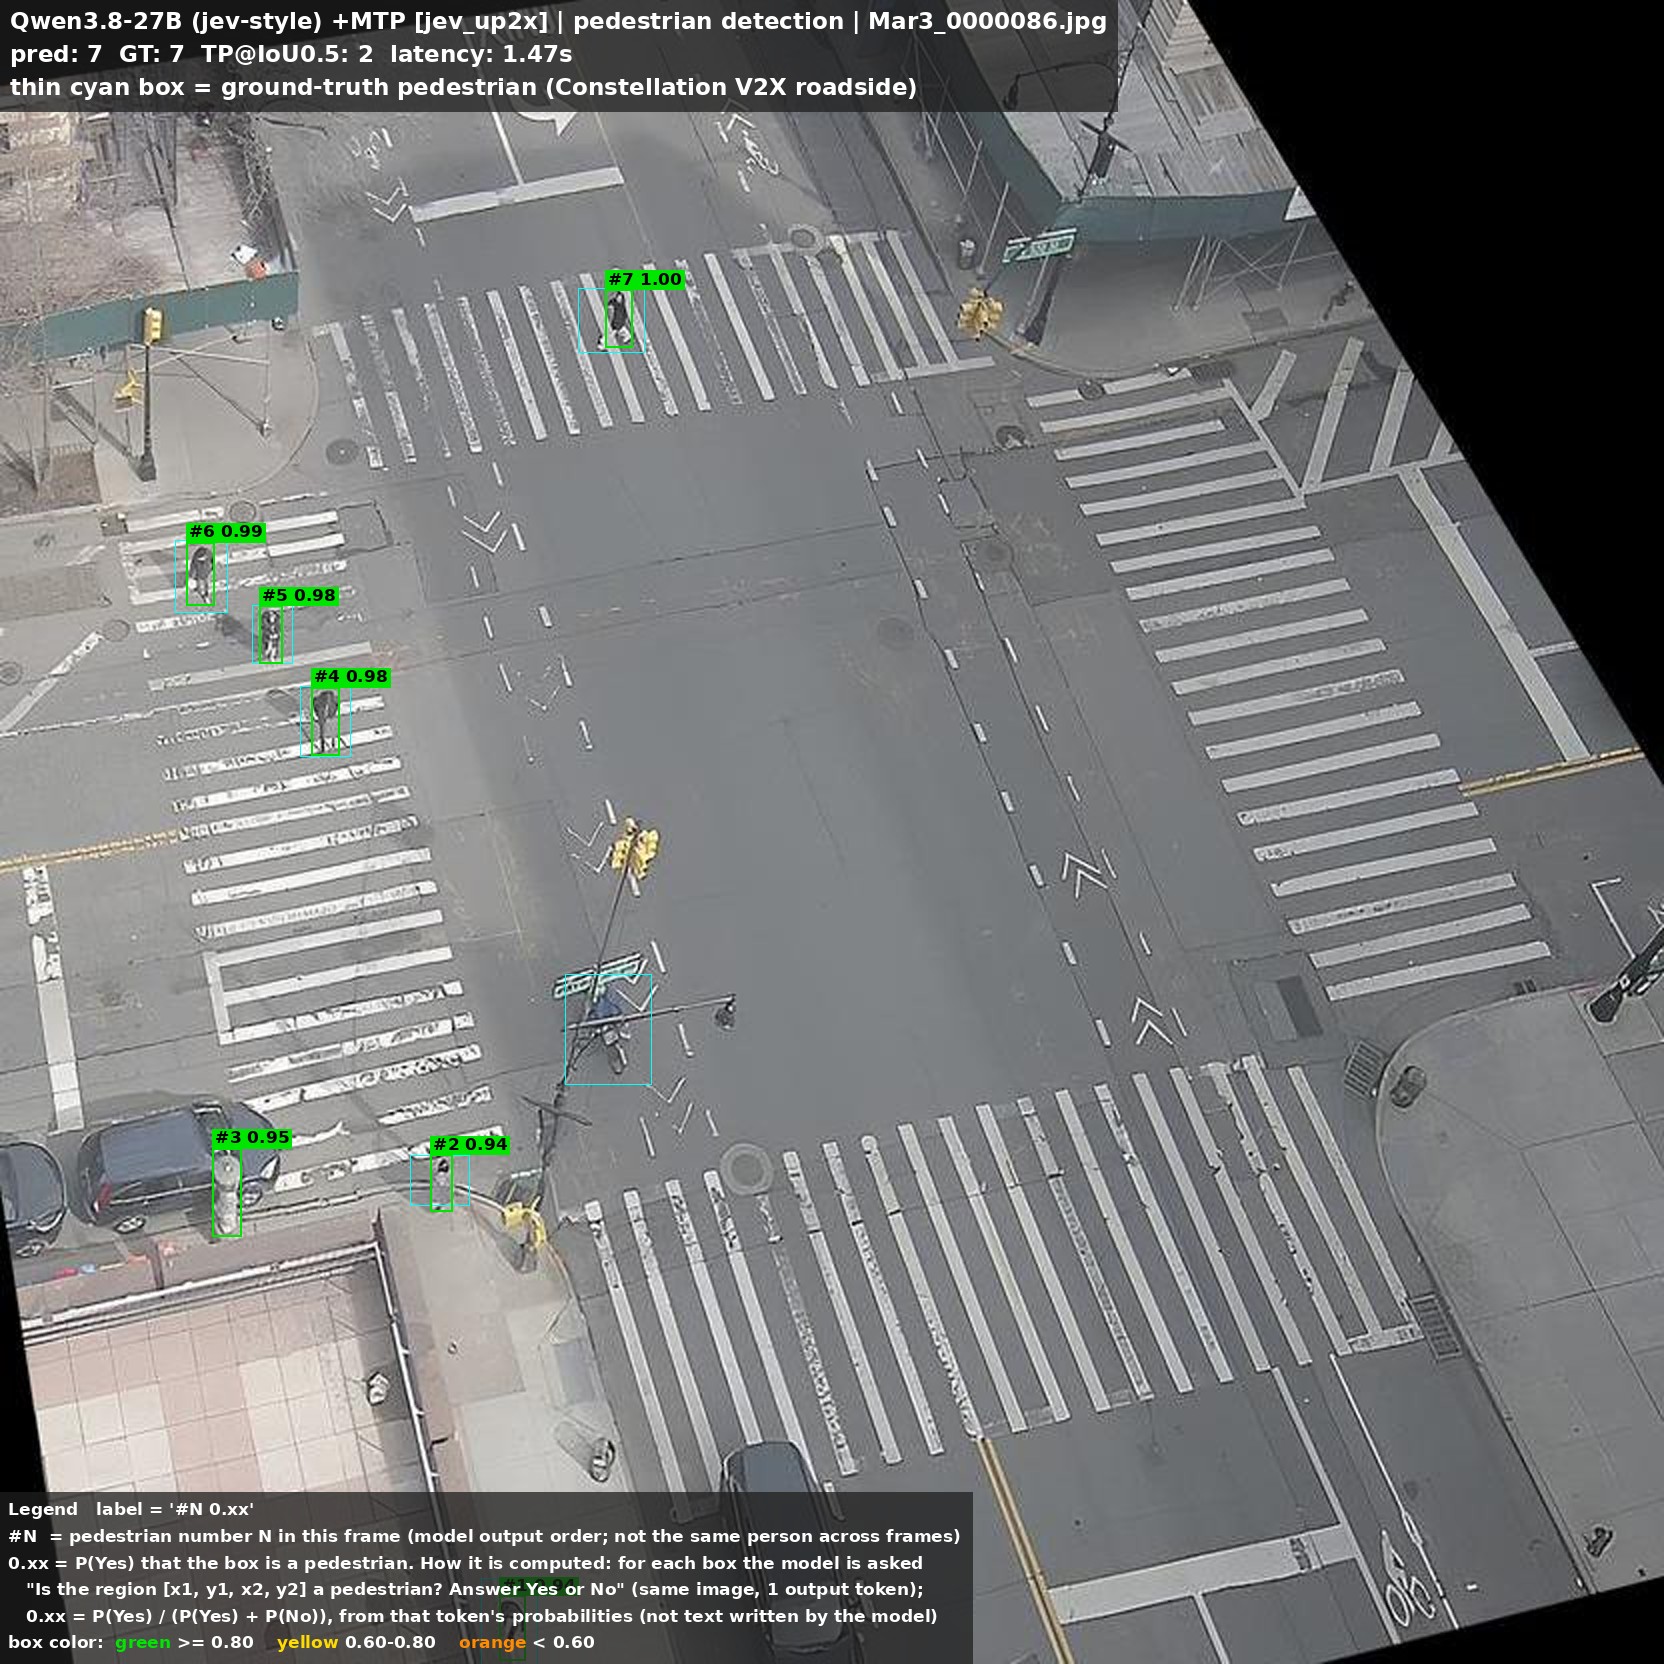 Qwen3.8-27B (jev-style) +MTP [jev_up2x] | pedestrian detection | Mar3_0000086.jpg
pred: 7  GT: 7  TP@IoU0.5: 2  latency: 1.47s
thin cyan box = ground-truth pedestrian (Constellation V2X roadside)
#7 1.00
#6 0.99
#5 0.98
#4 0.98
#3 0.95
#2 0.94
Legend   label = '#N 0.xx'
#N  = pedestrian number N in this frame (model output order; not the same person across frames)
0.xx = P(Yes) that the box is a pedestrian. How it is computed: for each box the model is asked
"Is the region [x1, y1, x2, y2] a pedestrian? Answer Yes or No" (same image, 1 output token);
0.xx = P(Yes) / (P(Yes) + P(No)), from that token's probabilities (not text written by the model)
box color:  green >= 0.80    yellow 0.60-0.80    orange < 0.60